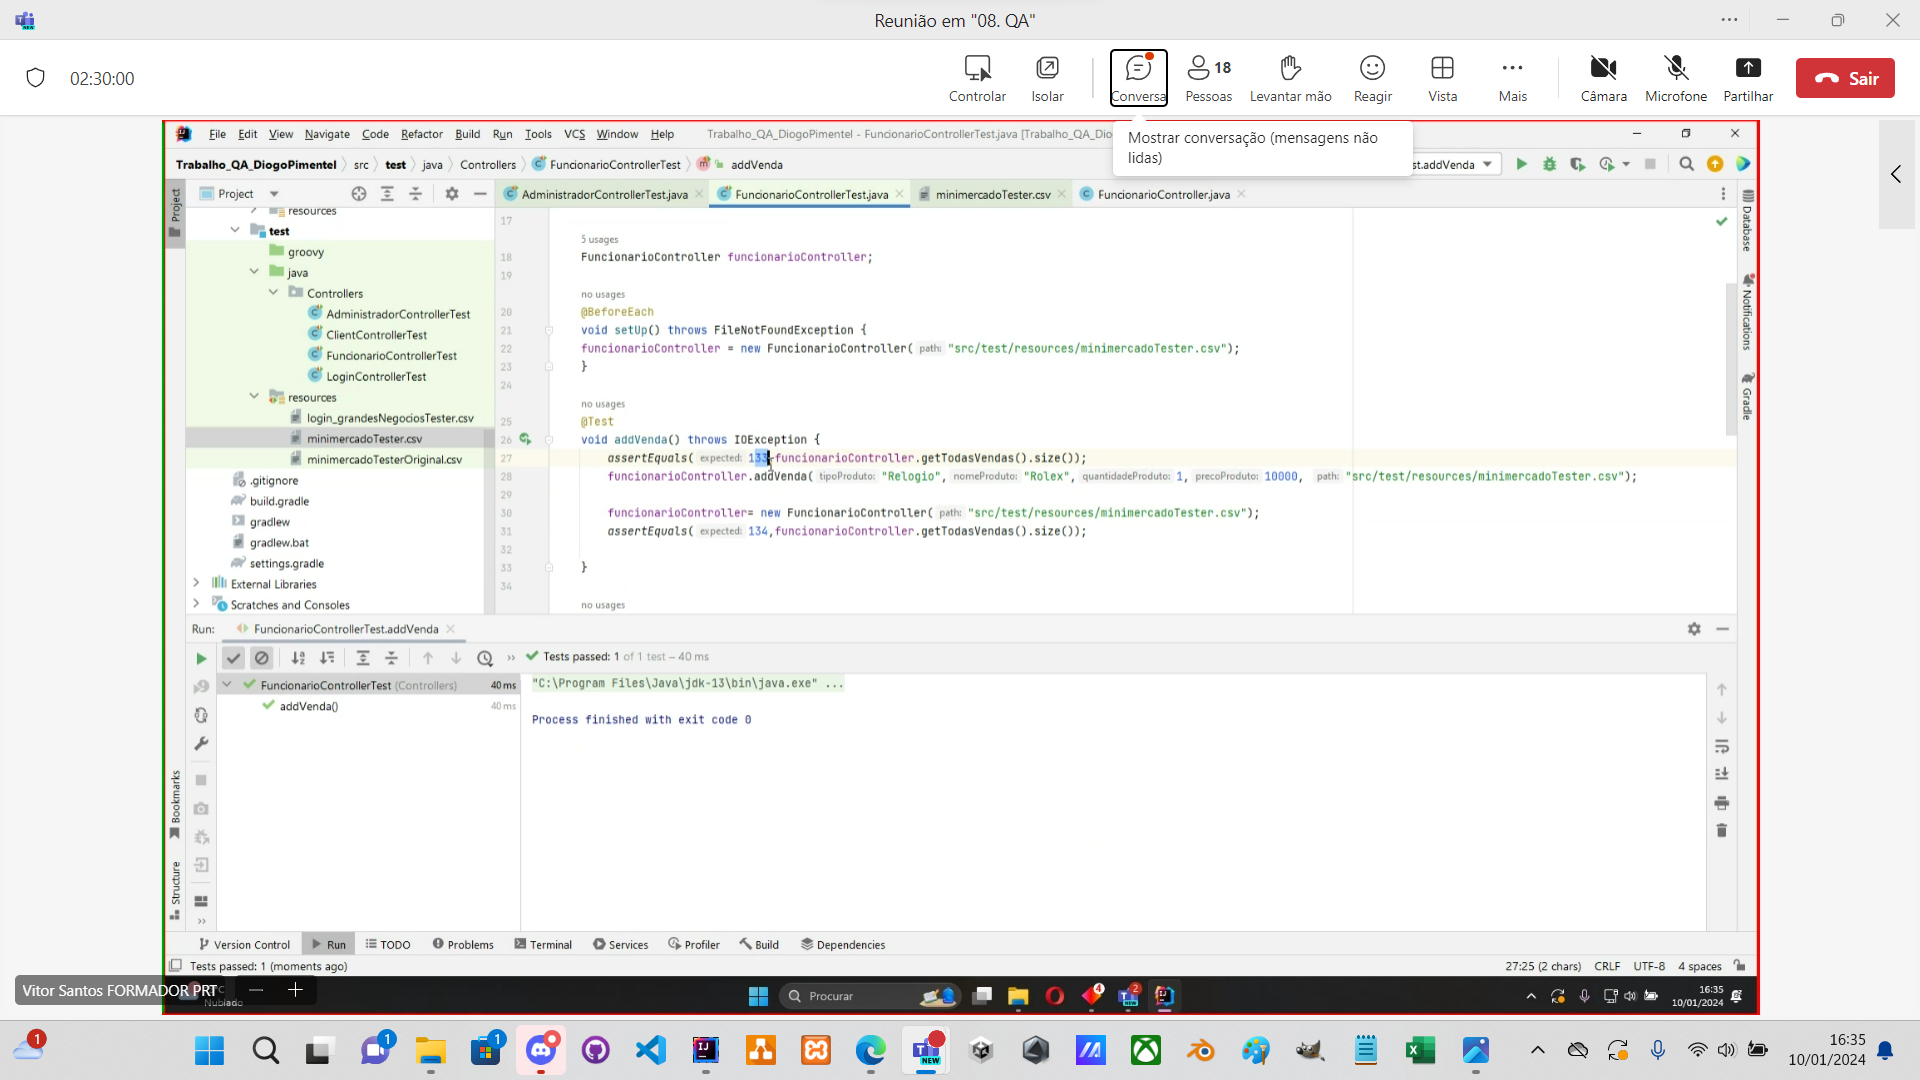 Reunião em "08. QA"
02:30:00
Controlar
Isolar
Conversa
18
Pessoas
Levantar mão
Reagir
Vista
Mais
Câmara
Microfone
Partilhar
Sair
Mostrar conversação (mensagens não
lidas)
File Edit View Navigate Code Refactor Build Run Tools VCS Window Help Trabalho_QA_DiogoPimentel - FuncionarioControllerTest.java [Trabalho_QA_Dio
Trabalho_QA_DiogoPimentel src test java Controllers FuncionarioControllerTest addVenda
st.addVenda
Project
Project
AdministradorControllerTest.java
FuncionarioControllerTest.java
minimercadoTester.csv
FuncionarioController.java
resources
test
groovy
java
Controllers
AdministradorControllerTest
ClientControllerTest
FuncionarioControllerTest
LoginControllerTest
resources
login_grandesNegociosTester.csv
minimercadoTester.csv
minimercadoTesterOriginal.csv
.gitignore
build.gradle
gradlew
gradlew.bat
settings.gradle
External Libraries
Scratches and Consoles
17
5 usages
18 FuncionarioController funcionarioController;
19
no usages
20 @BeforeEach
21 void setUp() throws FileNotFoundException {
22 funcionarioController = new FuncionarioController( path: "src/test/resources/minimercadoTester.csv");
23 }
24
no usages
25 @Test
26 void addVenda() throws IOException {
27 assertEquals( expected: 133,funcionarioController.getTodasVendas().size());
28 funcionarioController.addVenda( tipoProduto: "Relogio", nomeProduto: "Rolex", quantidadeProduto: 1, precoProduto: 10000, path: "src/test/resources/minimercadoTester.csv");
29
30 funcionarioController= new FuncionarioController( path: "src/test/resources/minimercadoTester.csv");
31 assertEquals( expected: 134,funcionarioController.getTodasVendas().size());
32
33 }
34
no usages
Database
Notifications
Gradle
Run: FuncionarioControllerTest.addVenda
Tests passed: 1 of 1 test – 40 ms
FuncionarioControllerTest (Controllers) 40 ms
addVenda() 40 ms
"C:\Program Files\Java\jdk-13\bin\java.exe" ...
Process finished with exit code 0
Bookmarks
Structure
Version Control Run TODO Problems Terminal Services Profiler Build Dependencies
Tests passed: 1 (moments ago)
27:25 (2 chars) CRLF UTF-8 4 spaces
Vitor Santos FORMADOR PRT
Nublado
Procurar
4
2
NEW
16:35
10/01/2024
1
1
1
NEW
16:35
10/01/2024